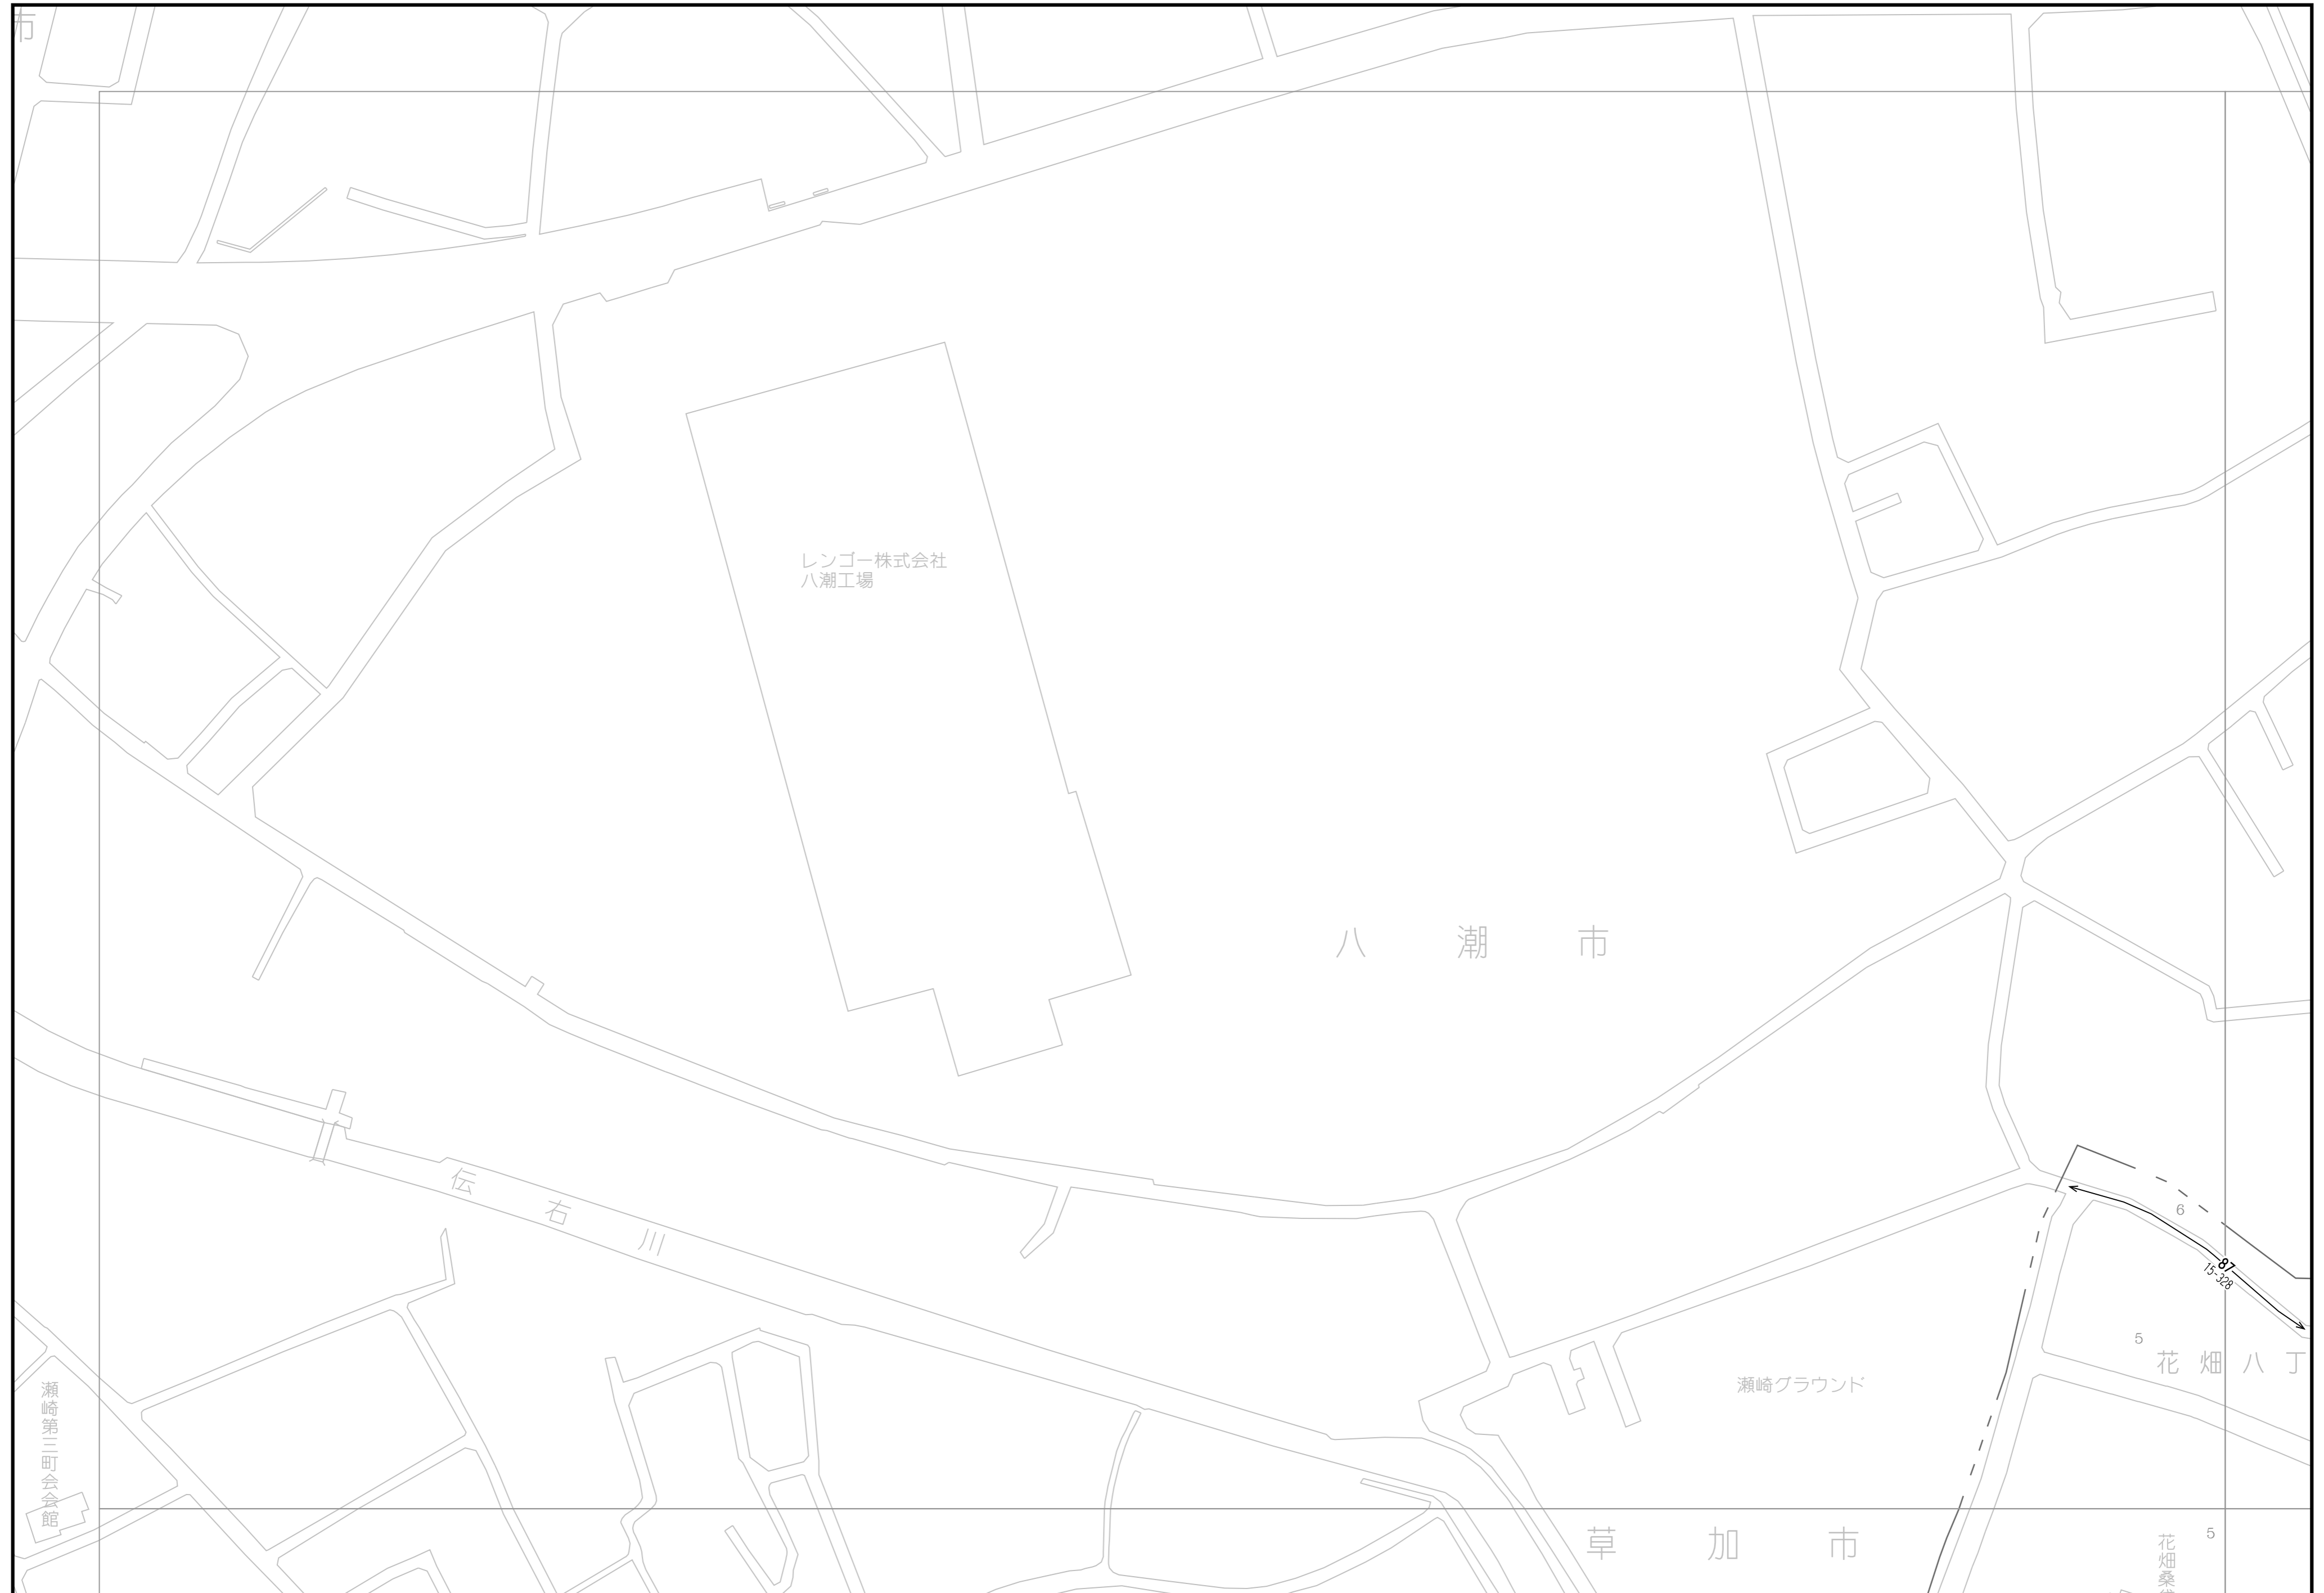 市
レンゴー株式会社
八潮工場
八潮市
伝右川
6
87
15-328
5
花畑八丁
瀬崎グラウンド
瀬崎第三町会会館
草加市
5
花畑桑